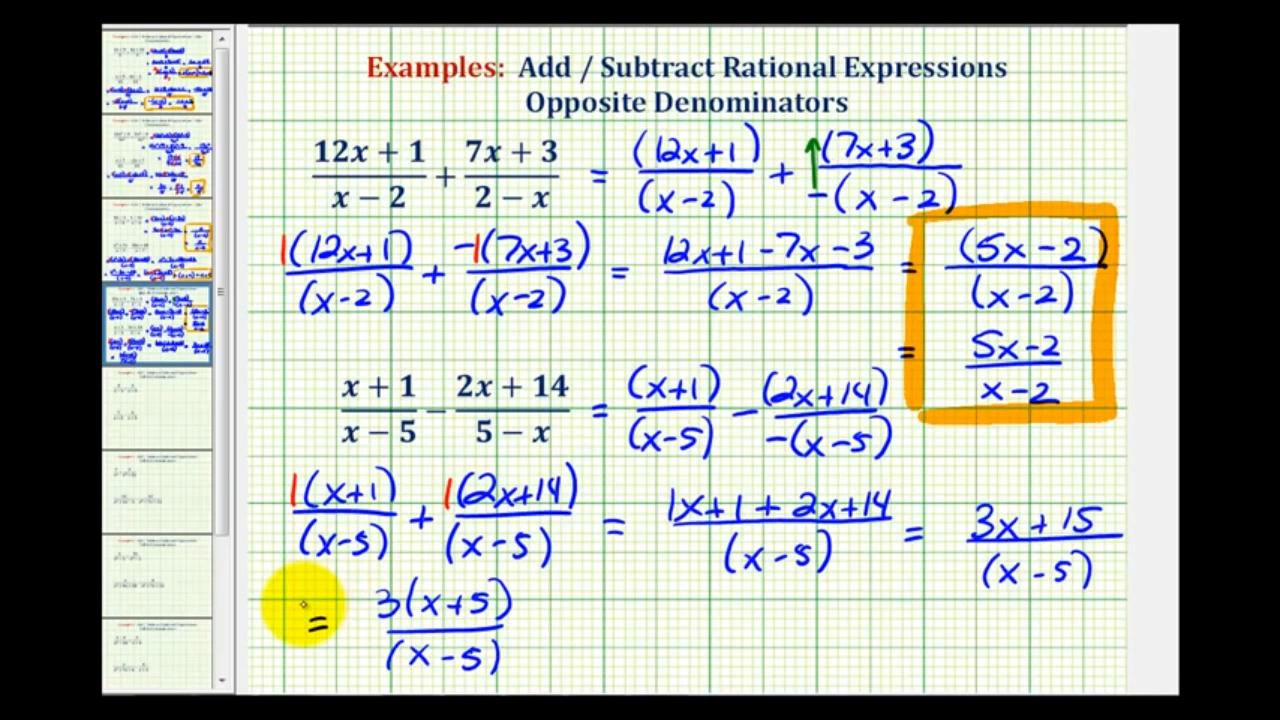 Examples: Add / Subtract Rational Expressions
Opposite Denominators
(12x + 1)/(x − 2) + (7x + 3)/(2 − x) = (12x+1)/(x-2) + (7x+3)/-(x-2)
1(12x+1)/(x-2) + -1(7x+3)/(x-2) = 12x+1-7x-3/(x-2) = (5x-2)/(x-2)
= 5x-2/x-2
(x + 1)/(x − 5) − (2x + 14)/(5 − x) = (x+1)/(x-5) - (2x+14)/-(x-5)
1(x+1)/(x-5) + 1(2x+14)/(x-5) = 1x+1+2x+14/(x-5) = 3x+15/(x-5)
= 3(x+5)/(x-5)